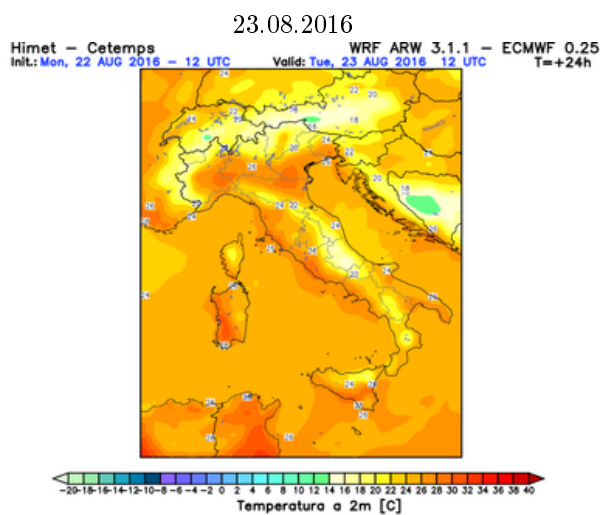 23.08.2016
Himet – Cetemps WRF ARW 3.1.1 – ECMWF 0.25
Init.: Mon, 22 AUG 2016 – 12 UTC Valid: Tue, 23 AUG 2016 12 UTC T=+24h
-20-18-16-14-12-10-8 -6 -4 -2 0 2 4 6 8 10 12 14 16 18 20 22 24 26 28 30 32 34 36 38 40
Temperatura a 2m [C]